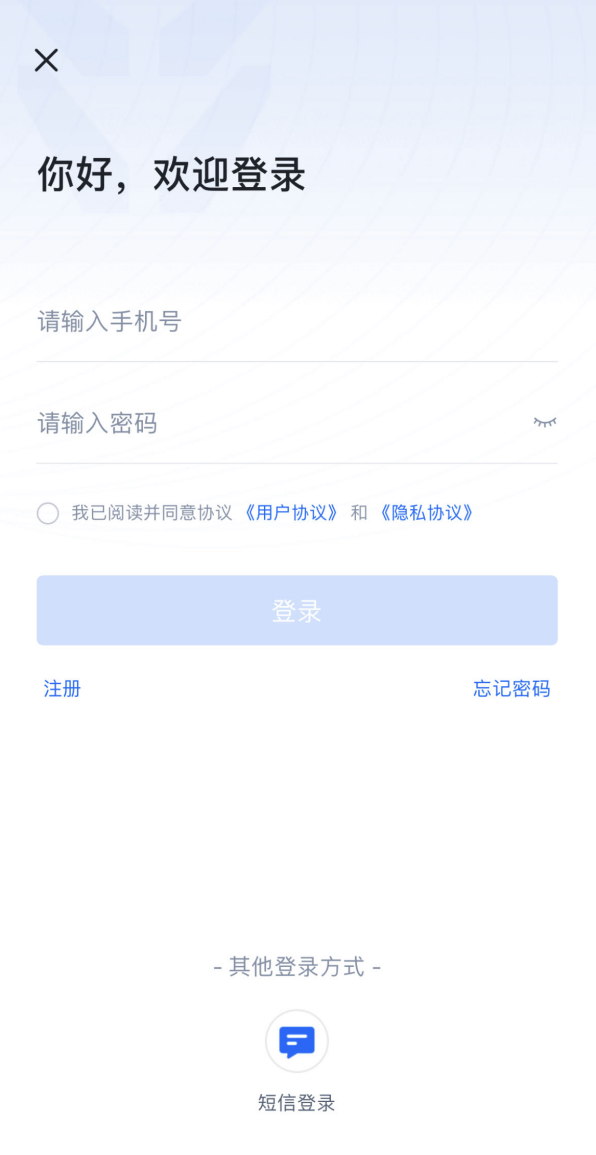 你好，欢迎登录
请输入手机号
请输入密码
我已阅读并同意协议《用户协议》和《隐私协议》
登录
注册 忘记密码
- 其他登录方式 -
短信登录